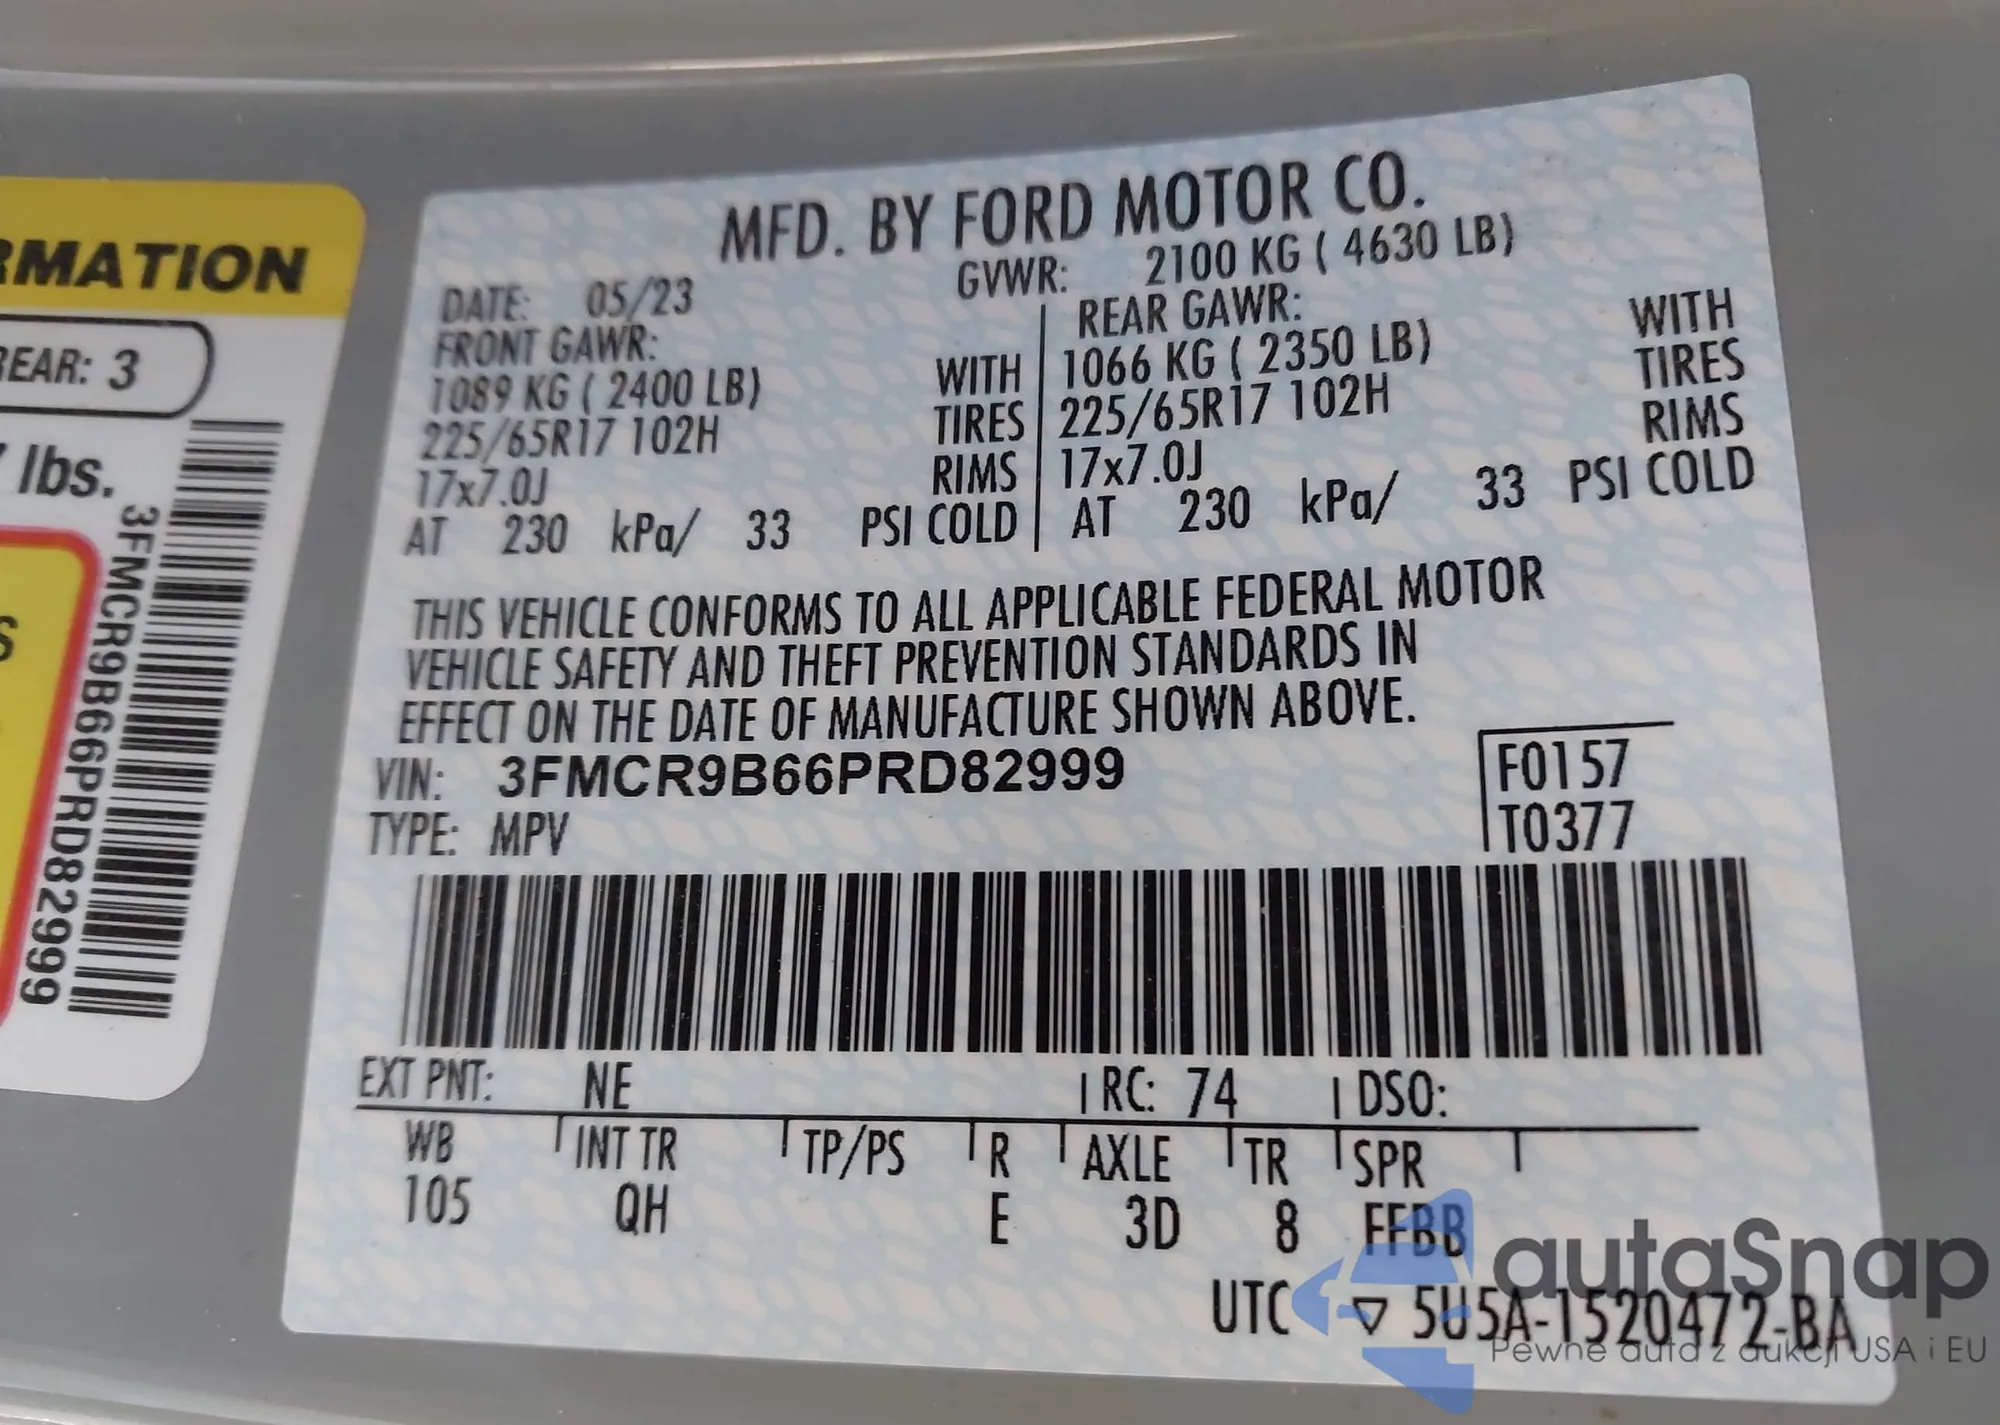 RMATION
REAR: 3
lbs.
S
3FMCR9B66PRD82999
MFD. BY FORD MOTOR CO.
DATE: 05/23 GVWR: 2100 KG ( 4630 LB)
FRONT GAWR: REAR GAWR:
1089 KG ( 2400 LB) WITH 1066 KG ( 2350 LB) WITH
225/65R17 102H TIRES 225/65R17 102H TIRES
17x7.0J RIMS 17x7.0J RIMS
AT 230 kPa/ 33 PSI COLD AT 230 kPa/ 33 PSI COLD
THIS VEHICLE CONFORMS TO ALL APPLICABLE FEDERAL MOTOR
VEHICLE SAFETY AND THEFT PREVENTION STANDARDS IN
EFFECT ON THE DATE OF MANUFACTURE SHOWN ABOVE.
VIN: 3FMCR9B66PRD82999 F0157
TYPE: MPV T0377
EXT PNT: NE RC: 74 DSO:
WB INT TR TP/PS R AXLE TR SPR
105 QH E 3D 8 FFBB
UTC ▽ 5U5A-1520472-BA
autaSnap
Pewne auta z aukcji USA i EU